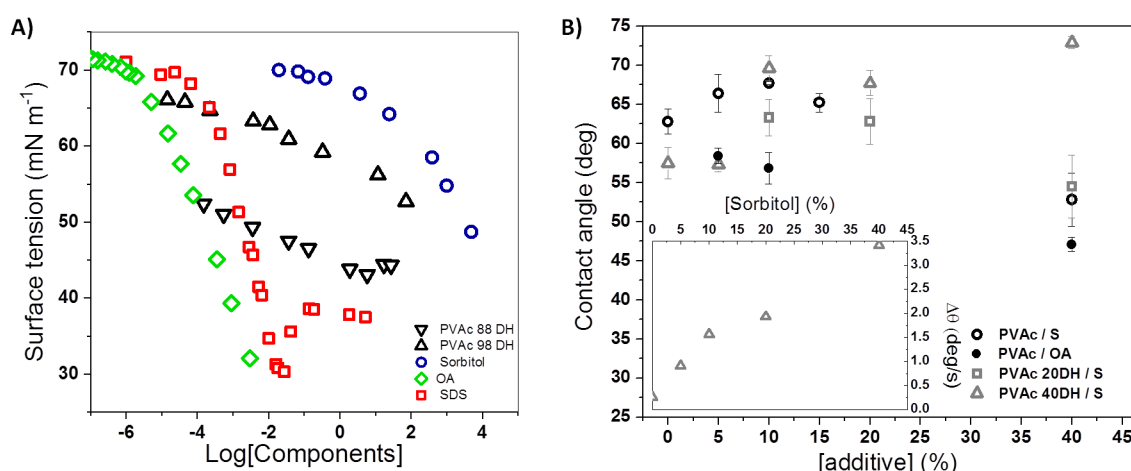 A)
Surface tension (mN m⁻¹)
70
60
50
40
30
-6
-4
-2
0
2
4
Log[Components]
PVAc 88 DH
PVAc 98 DH
Sorbitol
OA
SDS
B)
Contact angle (deg)
75
70
65
60
55
50
45
40
35
30
25
0
5
10
15
20
25
30
35
40
45
[additive] (%)
[Sorbitol] (%)
0
5
10
15
20
25
30
35
40
45
3.5
3.0
2.5
2.0
1.5
1.0
0.5
0.0
Δθ (deg/s)
PVAc / S
PVAc / OA
PVAc 20DH / S
PVAc 40DH / S